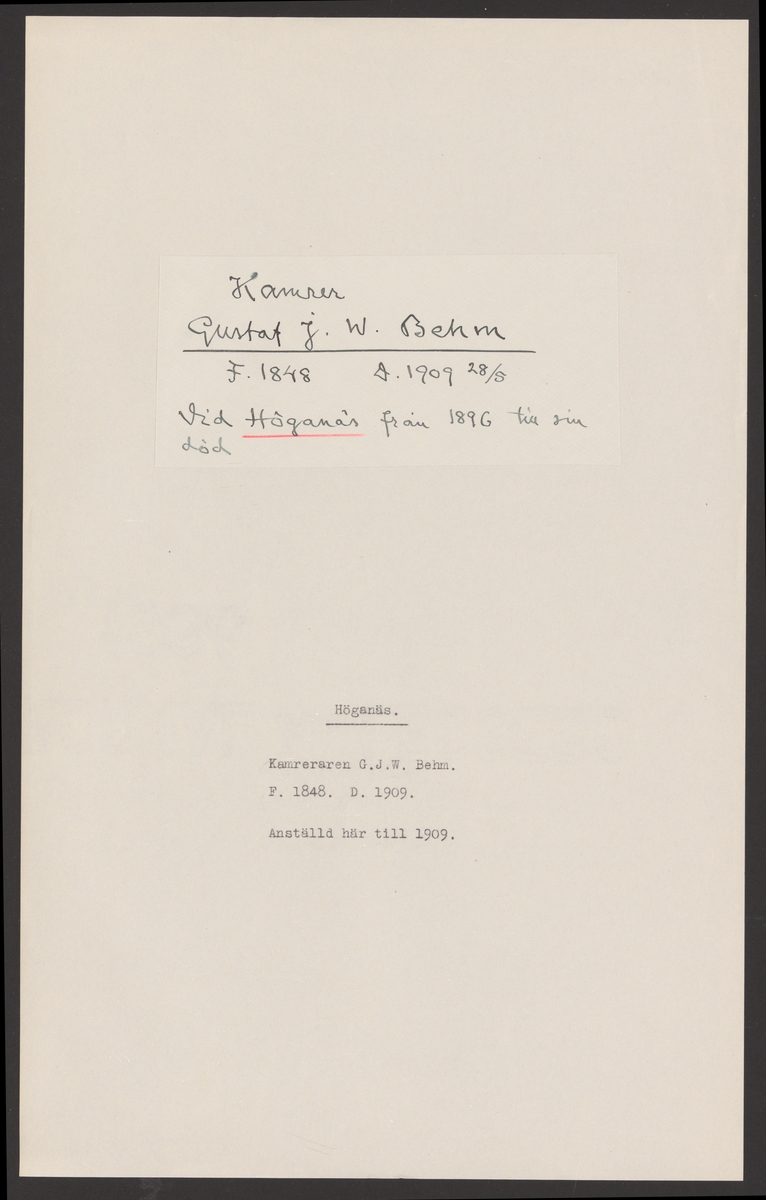 Kamrer
Gustaf J. W. Behm
F. 1848 D. 1909 28/5
Vid Höganäs från 1896 till sin
död
Höganäs.
Kamreraren G.J.W. Behm.
F. 1848. D. 1909.
Anställd här till 1909.